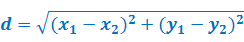 d = √((x₁ − x₂)² + (y₁ − y₂)²)